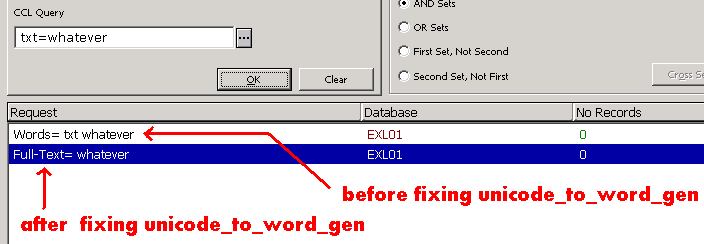 CCL Query
txt=whatever
...
OK
Clear
AND Sets
OR Sets
First Set, Not Second
Second Set, Not First
Cross Se
Request Database No Records
Words= txt whatever EXL01 0
Full-Text= whatever EXL01 0
before fixing unicode_to_word_gen
after fixing unicode_to_word_gen